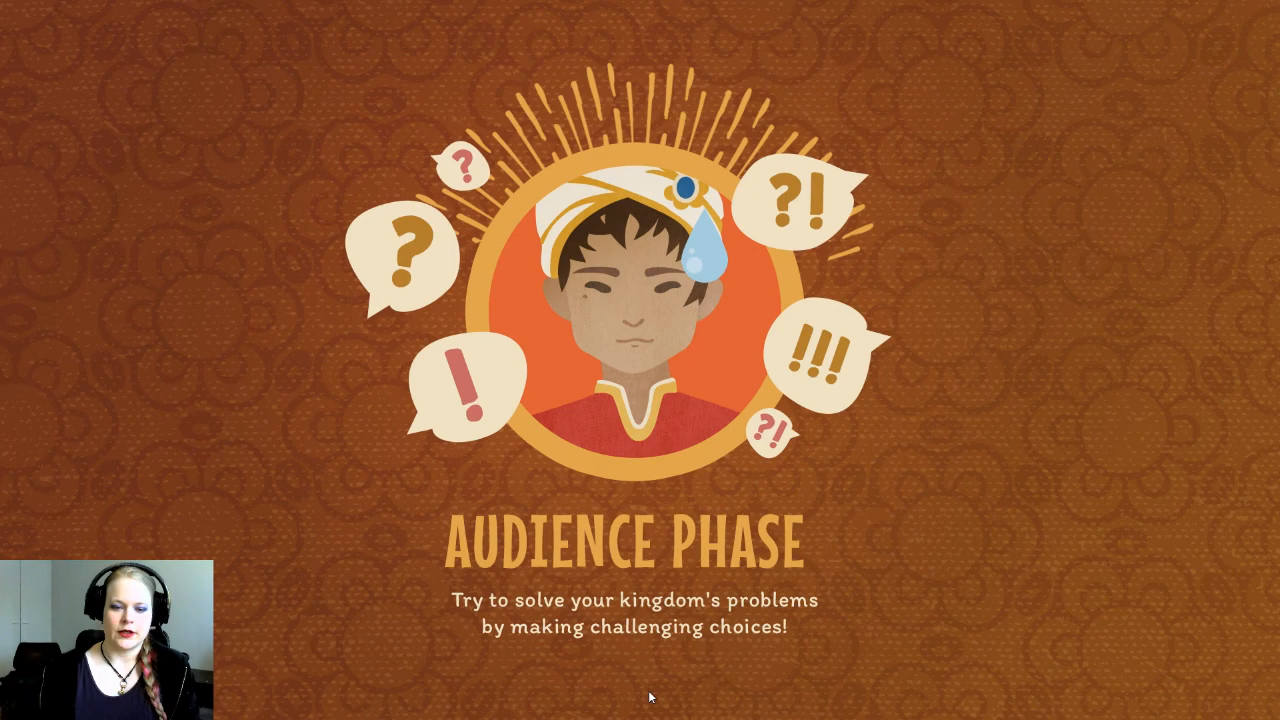 ?
?!
?
!!!
!
?!
AUDIENCE PHASE
Try to solve your kingdom's problems
by making challenging choices!